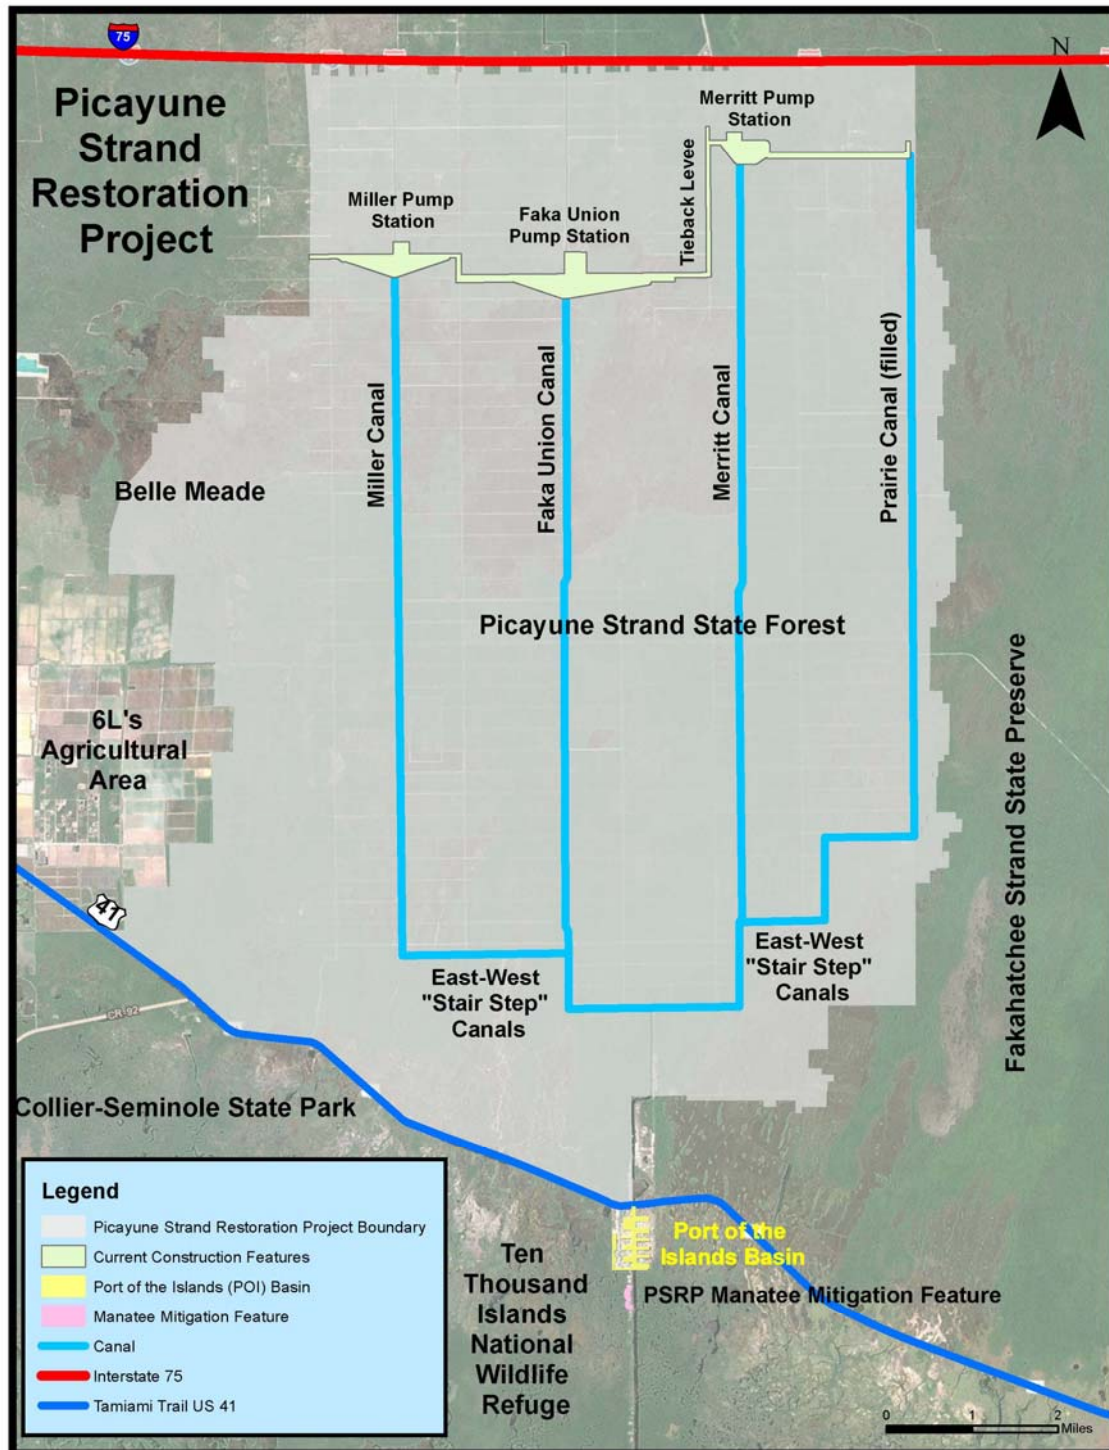 75
N
Picayune
Strand
Restoration
Project
Merritt Pump
Station
Tieback Levee
Miller Pump
Station
Faka Union
Pump Station
Miller Canal
Faka Union Canal
Merritt Canal
Prairie Canal (filled)
Belle Meade
Picayune Strand State Forest
Fakahatchee Strand State Preserve
6L's
Agricultural
Area
41
CR 92
East-West
"Stair Step"
Canals
East-West
"Stair Step"
Canals
Collier-Seminole State Park
Port of the
Islands Basin
PSRP Manatee Mitigation Feature
Ten
Thousand
Islands
National
Wildlife
Refuge
Legend
Picayune Strand Restoration Project Boundary
Current Construction Features
Port of the Islands (POI) Basin
Manatee Mitigation Feature
Canal
Interstate 75
Tamiami Trail US 41
0 1 2
Miles